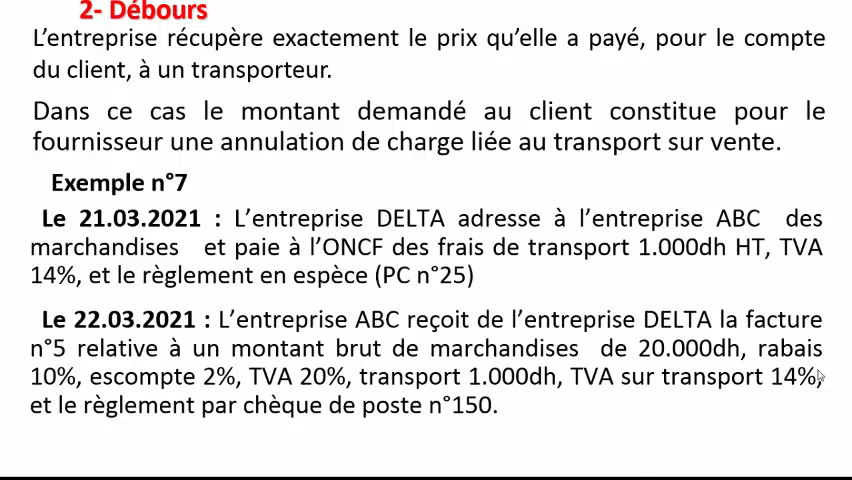 2- Débours
L'entreprise récupère exactement le prix qu'elle a payé, pour le compte
du client, à un transporteur.
Dans ce cas le montant demandé au client constitue pour le
fournisseur une annulation de charge liée au transport sur vente.
Exemple n°7
Le 21.03.2021 : L'entreprise DELTA adresse à l'entreprise ABC des
marchandises et paie à l'ONCF des frais de transport 1.000dh HT, TVA
14%, et le règlement en espèce (PC n°25)
Le 22.03.2021 : L'entreprise ABC reçoit de l'entreprise DELTA la facture
n°5 relative à un montant brut de marchandises de 20.000dh, rabais
10%, escompte 2%, TVA 20%, transport 1.000dh, TVA sur transport 14%,
et le règlement par chèque de poste n°150.